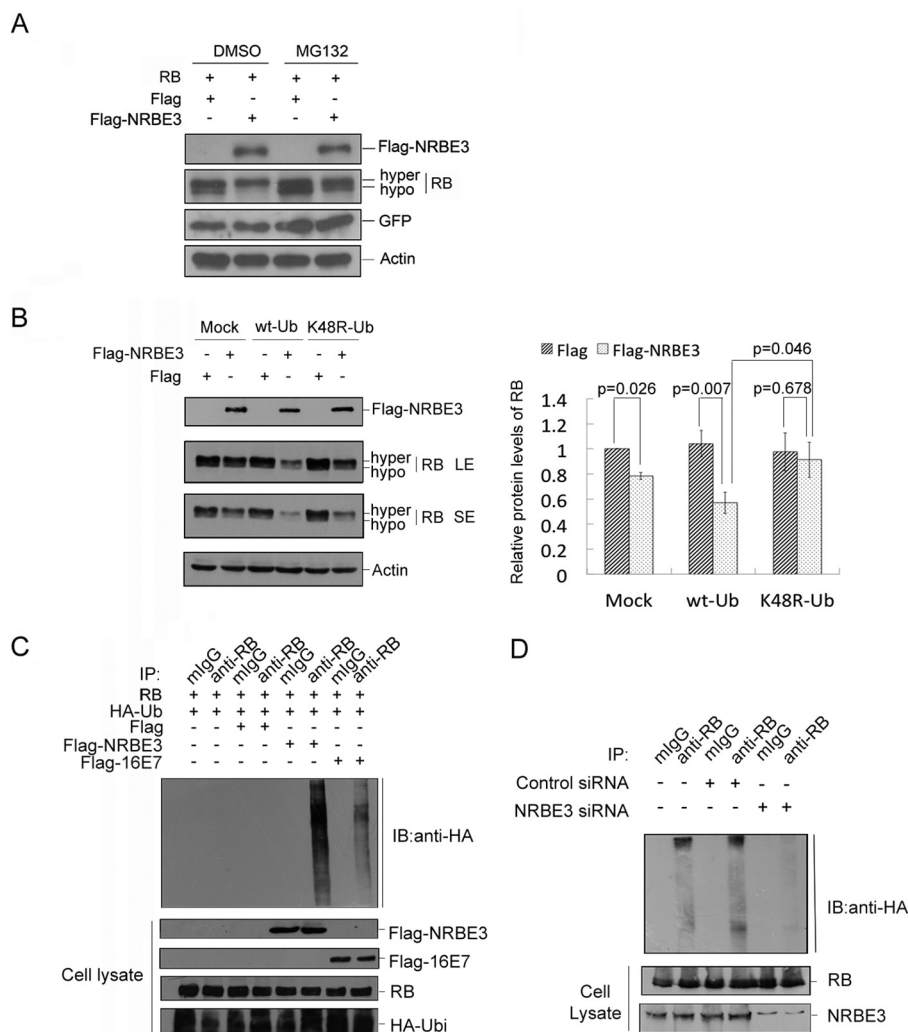 A
DMSO MG132
RB + + + +
Flag + - + -
Flag-NRBE3 - + - +
Flag-NRBE3
hyper
hypo
RB
GFP
Actin
B
Mock wt-Ub K48R-Ub
Flag-NRBE3 - + - + - +
Flag + - + - + -
Flag-NRBE3
hyper
hypo
RB LE
hyper
hypo
RB SE
Actin
Flag Flag-NRBE3
p=0.046
p=0.026 p=0.007 p=0.678
Relative protein levels of RB
1.4
1.2
1
0.8
0.6
0.4
0.2
0
Mock wt-Ub K48R-Ub
C
IP: mIgG anti-RB mIgG anti-RB mIgG anti-RB mIgG anti-RB
RB + + + + + + + +
HA-Ub + + + + + + + +
Flag - - + + - - - -
Flag-NRBE3 - - - - + + - -
Flag-16E7 - - - - - - + +
IB:anti-HA
Flag-NRBE3
Flag-16E7
RB
HA-Ubi
Cell lysate
D
IP: mIgG anti-RB mIgG anti-RB mIgG anti-RB
Control siRNA - - + + - -
NRBE3 siRNA - - - - + +
IB:anti-HA
RB
NRBE3
Cell
Lysate